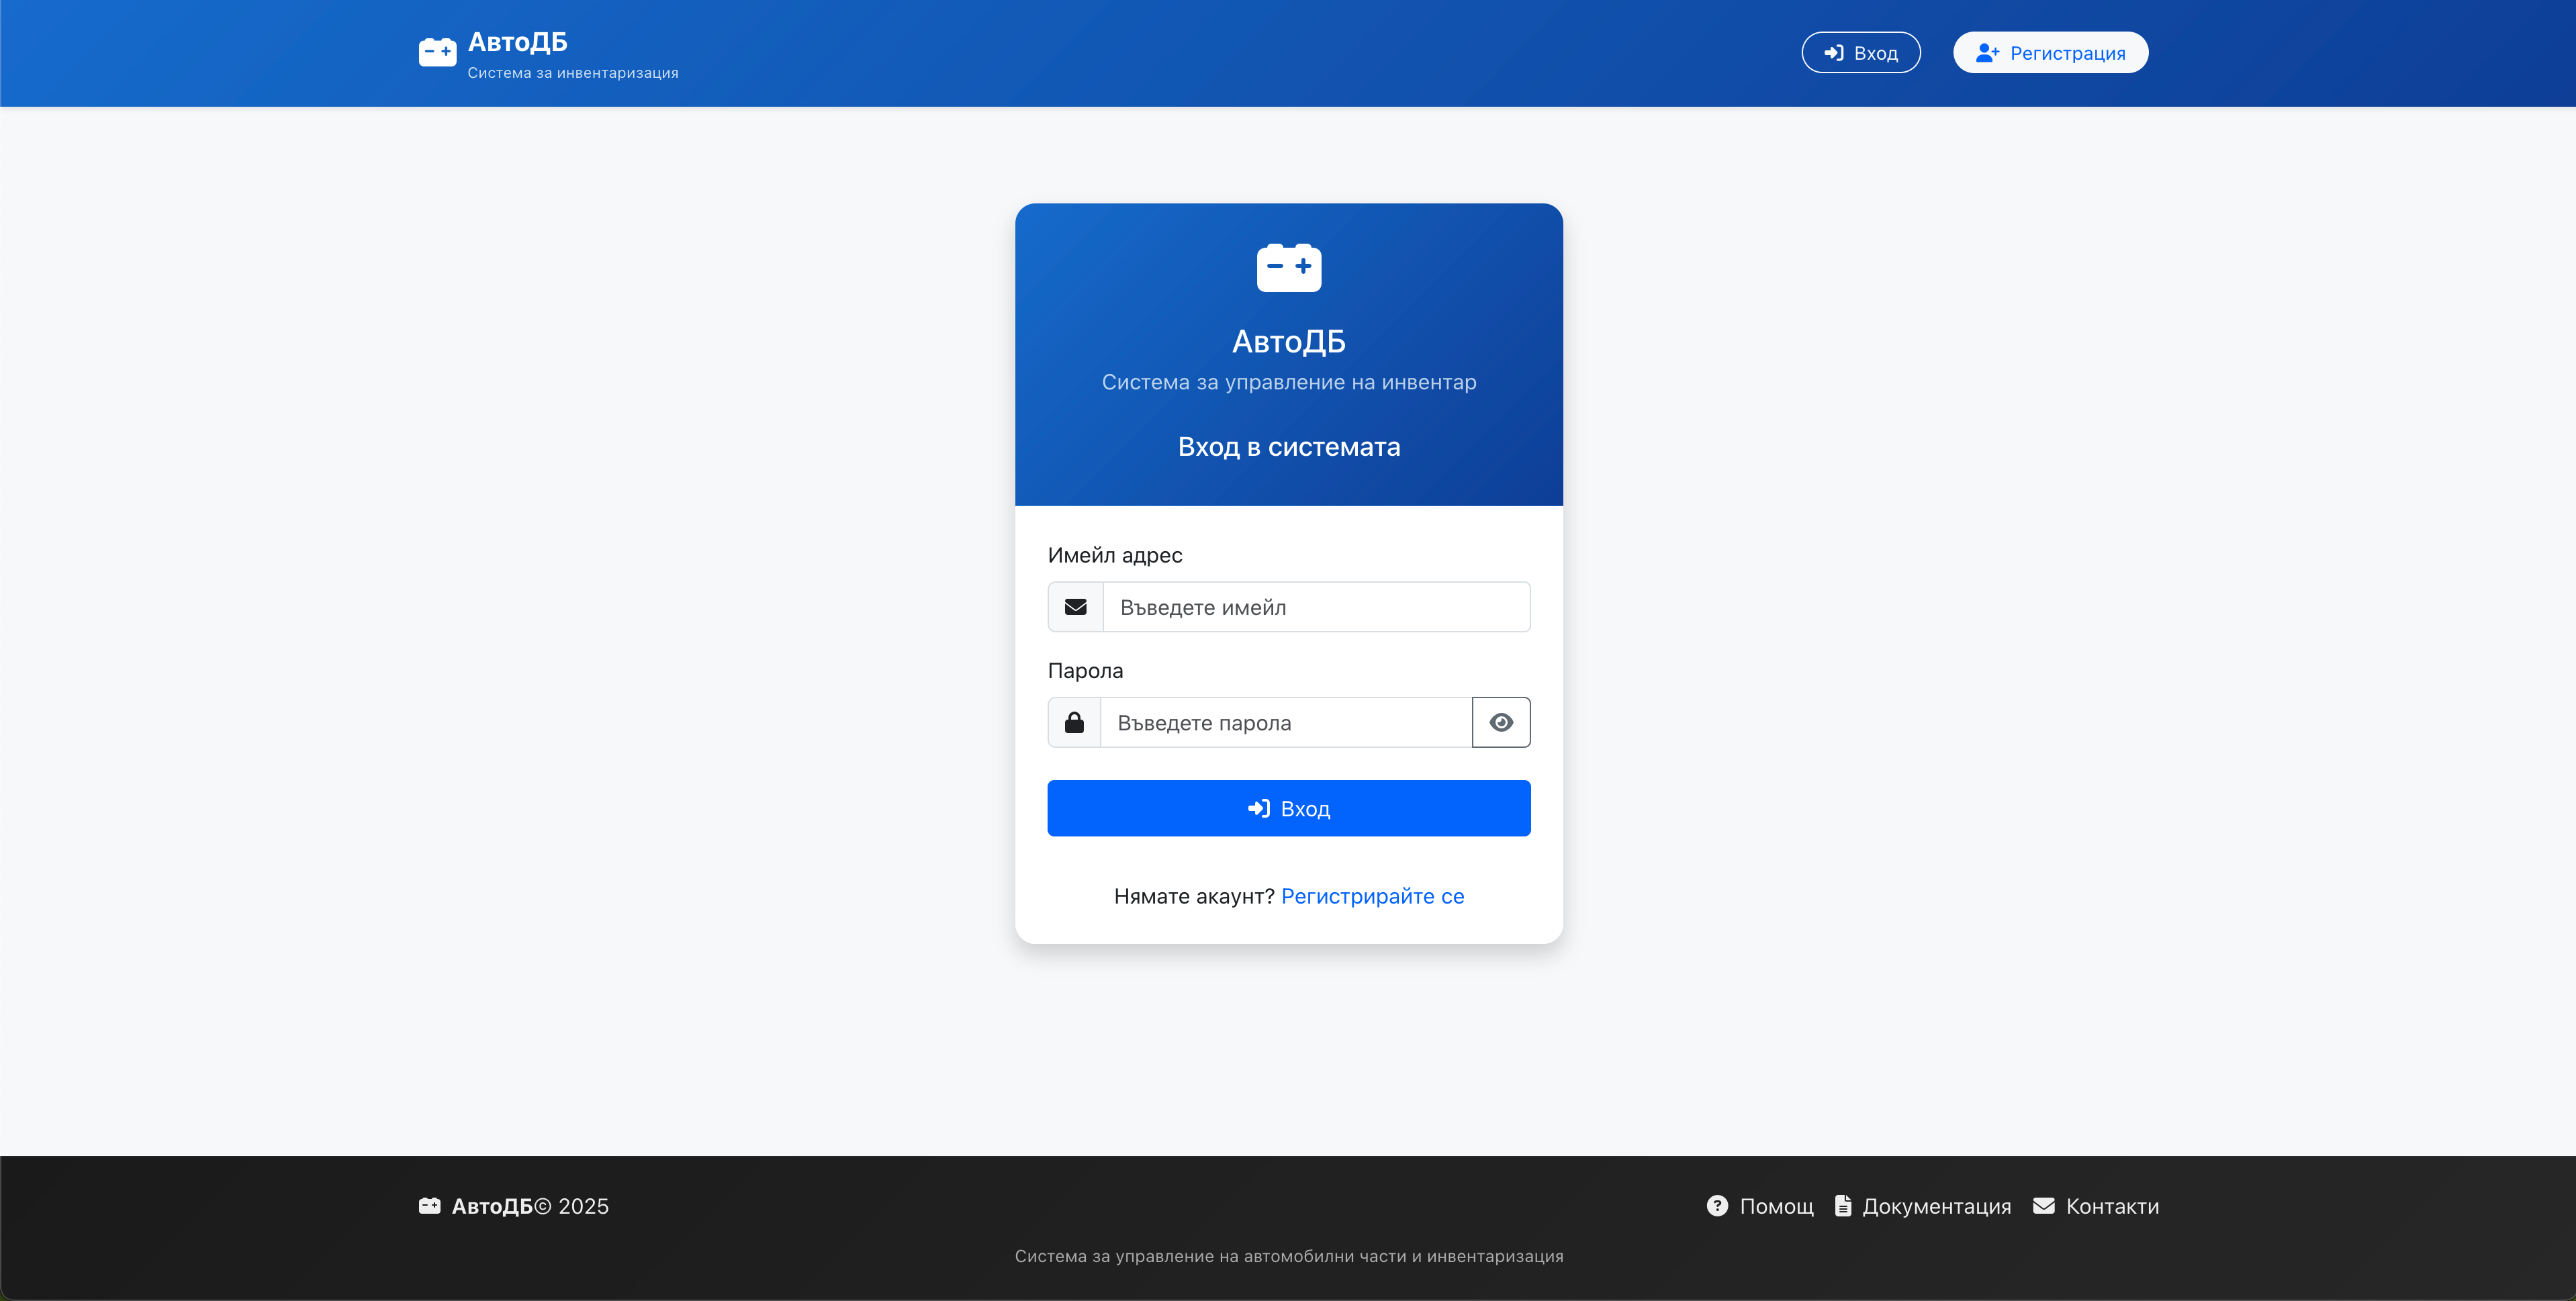 АвтоДБ
Система за инвентаризация
Вход
Регистрация
АвтоДБ
Система за управление на инвентар
Вход в системата
Имейл адрес
Въведете имейл
Парола
Въведете парола
Вход
Нямате акаунт? Регистрирайте се
АвтоДБ© 2025
Помощ Документация Контакти
Система за управление на автомобилни части и инвентаризация